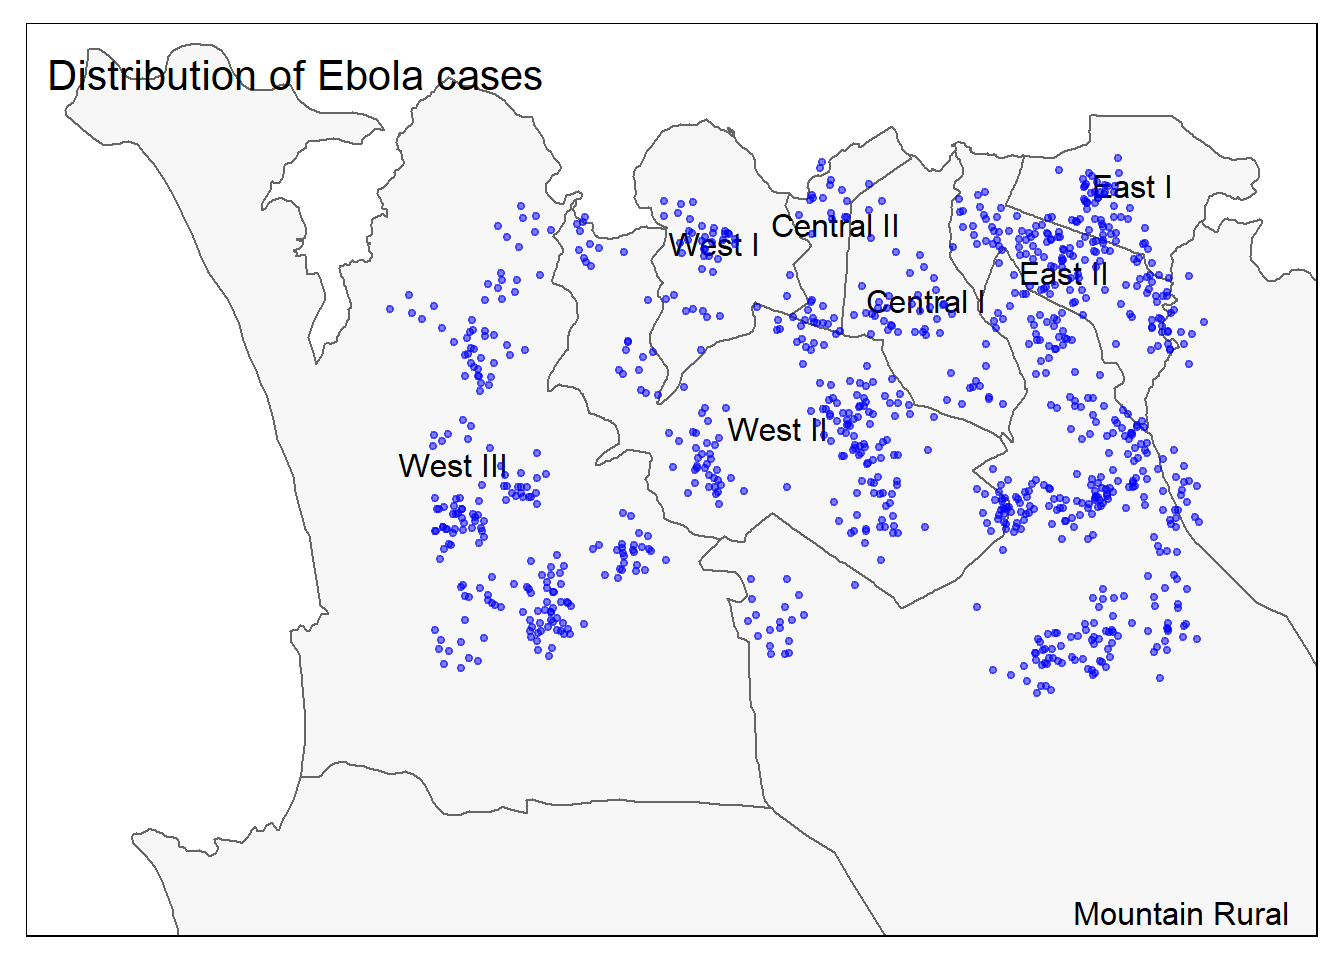 Distribution of Ebola cases
East I
Central II
West I
East II
Central I
West II
West III
Mountain Rural